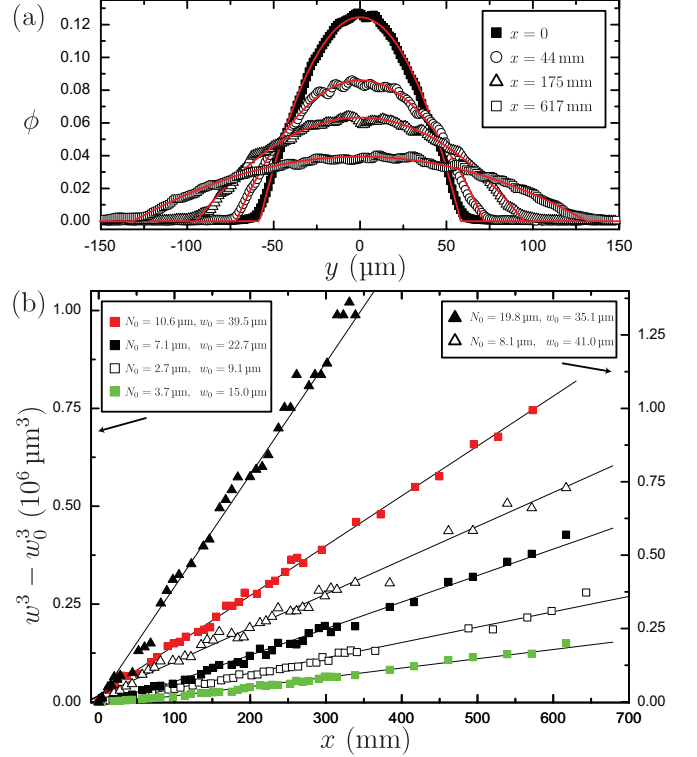 (a)
0.12
0.10
0.08
0.06
0.04
0.02
0.00
ϕ
x = 0
x = 44 mm
x = 175 mm
x = 617 mm
-150 -100 -50 0 50 100 150
y (µm)
(b)
1.00
0.75
0.50
0.25
0.00
w³ − w₀³ (10⁶ µm³)
N₀ = 10.6 µm, w₀ = 39.5 µm
N₀ = 7.1 µm, w₀ = 22.7 µm
N₀ = 2.7 µm, w₀ = 9.1 µm
N₀ = 3.7 µm, w₀ = 15.0 µm
N₀ = 19.8 µm, w₀ = 35.1 µm
N₀ = 8.1 µm, w₀ = 41.0 µm
1.25
1.00
0.75
0.50
0.25
0.00
0 100 200 300 400 500 600 700
x (mm)